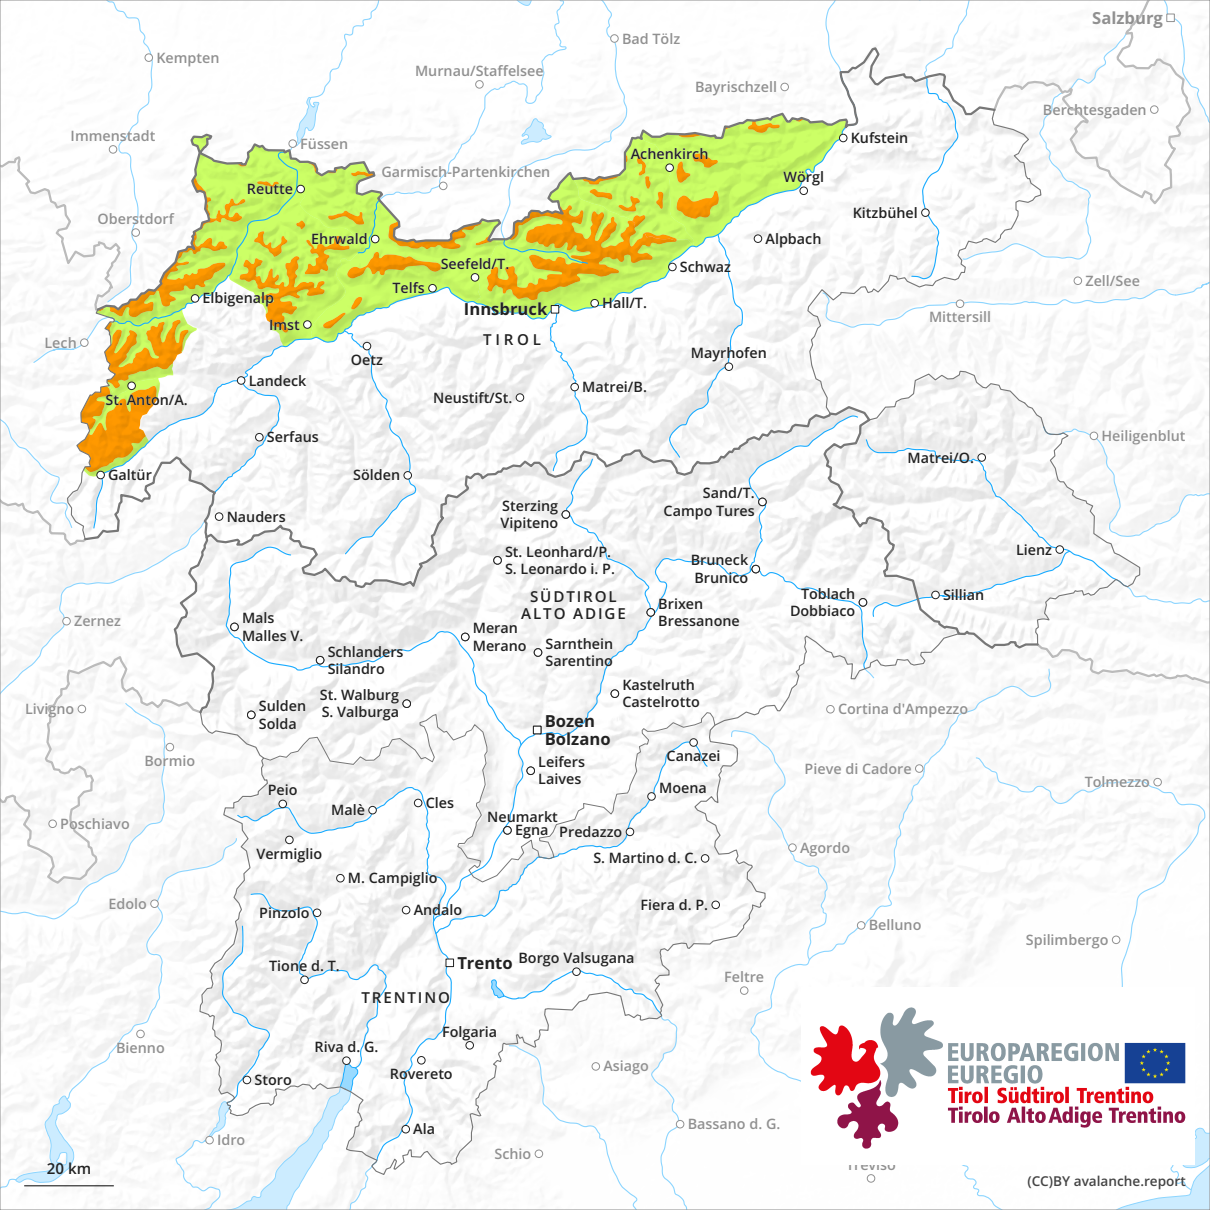 Salzburg
Bad Tölz
Kempten
Murnau/Staffelsee
Bayrischzell
Berchtesgaden
Immenstadt
Füssen
Kufstein
Achenkirch
Garmisch-Partenkirchen
Wörgl
Reutte
Kitzbühel
Oberstdorf
Ehrwald
Alpbach
Seefeld/T.
Schwaz
Zell/See
Telfs
Elbigenalp
Hall/T.
Innsbruck
Mittersill
Imst
TIROL
Lech
Oetz
Mayrhofen
Landeck
Matrei/B.
St. Anton/A.
Neustift/St.
Serfaus
Heiligenblut
Matrei/O.
Galtür
Sölden
Sand/T.
Campo Tures
Sterzing
Vipiteno
Nauders
Lienz
St. Leonhard/P.
S. Leonardo i. P.
Bruneck
Brunico
SÜDTIROL
ALTO ADIGE
Toblach
Dobbiaco
Sillian
Brixen
Bressanone
Zernez
Mals
Malles V.
Meran
Merano
Sarnthein
Sarentino
Schlanders
Silandro
Kastelruth
Castelrotto
St. Walburg
S. Valburga
Livigno
Sulden
Solda
Cortina d'Ampezzo
Bozen
Bolzano
Bormio
Canazei
Leifers
Laives
Pieve di Cadore
Tolmezzo
Peio
Moena
Malè
Cles
Neumarkt
Egna
Predazzo
Poschiavo
Vermiglio
Agordo
S. Martino d. C.
M. Campiglio
Edolo
Pinzolo
Andalo
Fiera d. P.
Belluno
Spilimbergo
Trento
Borgo Valsugana
Tione d. T.
Feltre
TRENTINO
Folgaria
Bienno
Riva d. G.
Rovereto
Asiago
Storo
EUROPAREGION
EUREGIO
Tirol Südtirol Trentino
Tirolo Alto Adige Trentino
Ala
Bassano d. G.
Idro
Schio
Treviso
20 km
(CC)BY avalanche.report